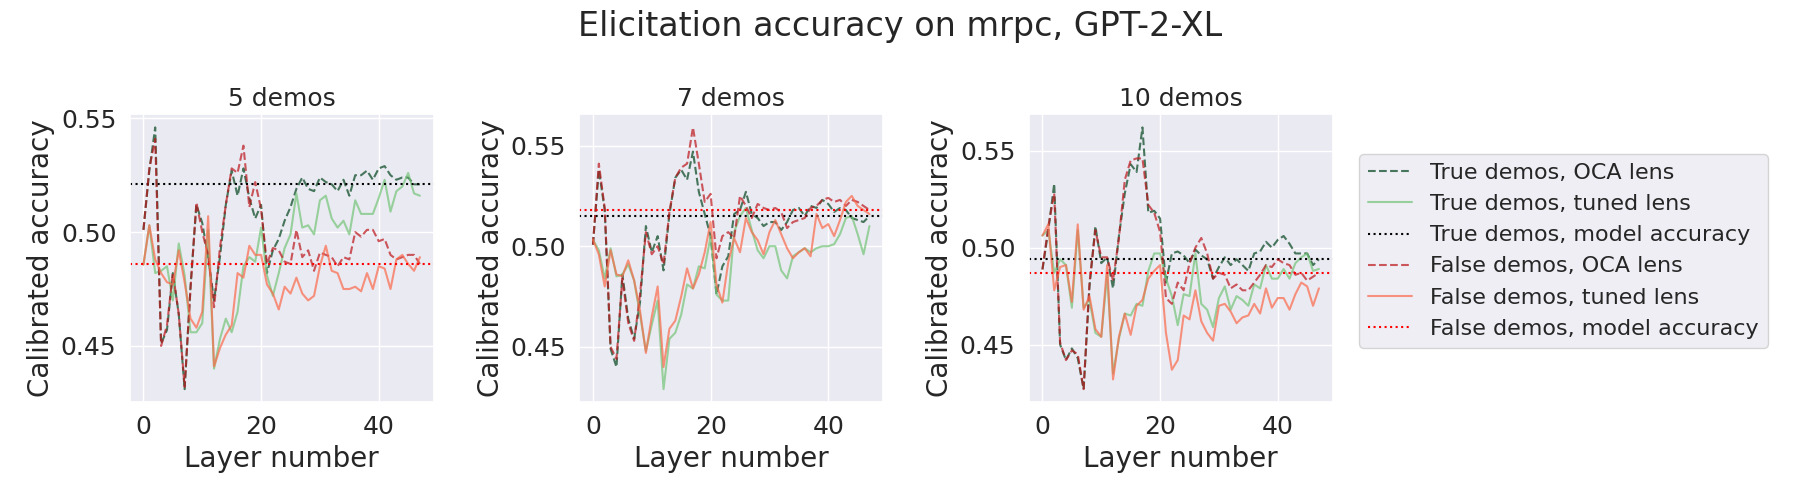 Elicitation accuracy on mrpc, GPT-2-XL
5 demos
Calibrated accuracy
0.55
0.50
0.45
0
20
40
Layer number
7 demos
Calibrated accuracy
0.55
0.50
0.45
0
20
40
Layer number
10 demos
Calibrated accuracy
0.55
0.50
0.45
0
20
40
Layer number
True demos, OCA lens
True demos, tuned lens
True demos, model accuracy
False demos, OCA lens
False demos, tuned lens
False demos, model accuracy